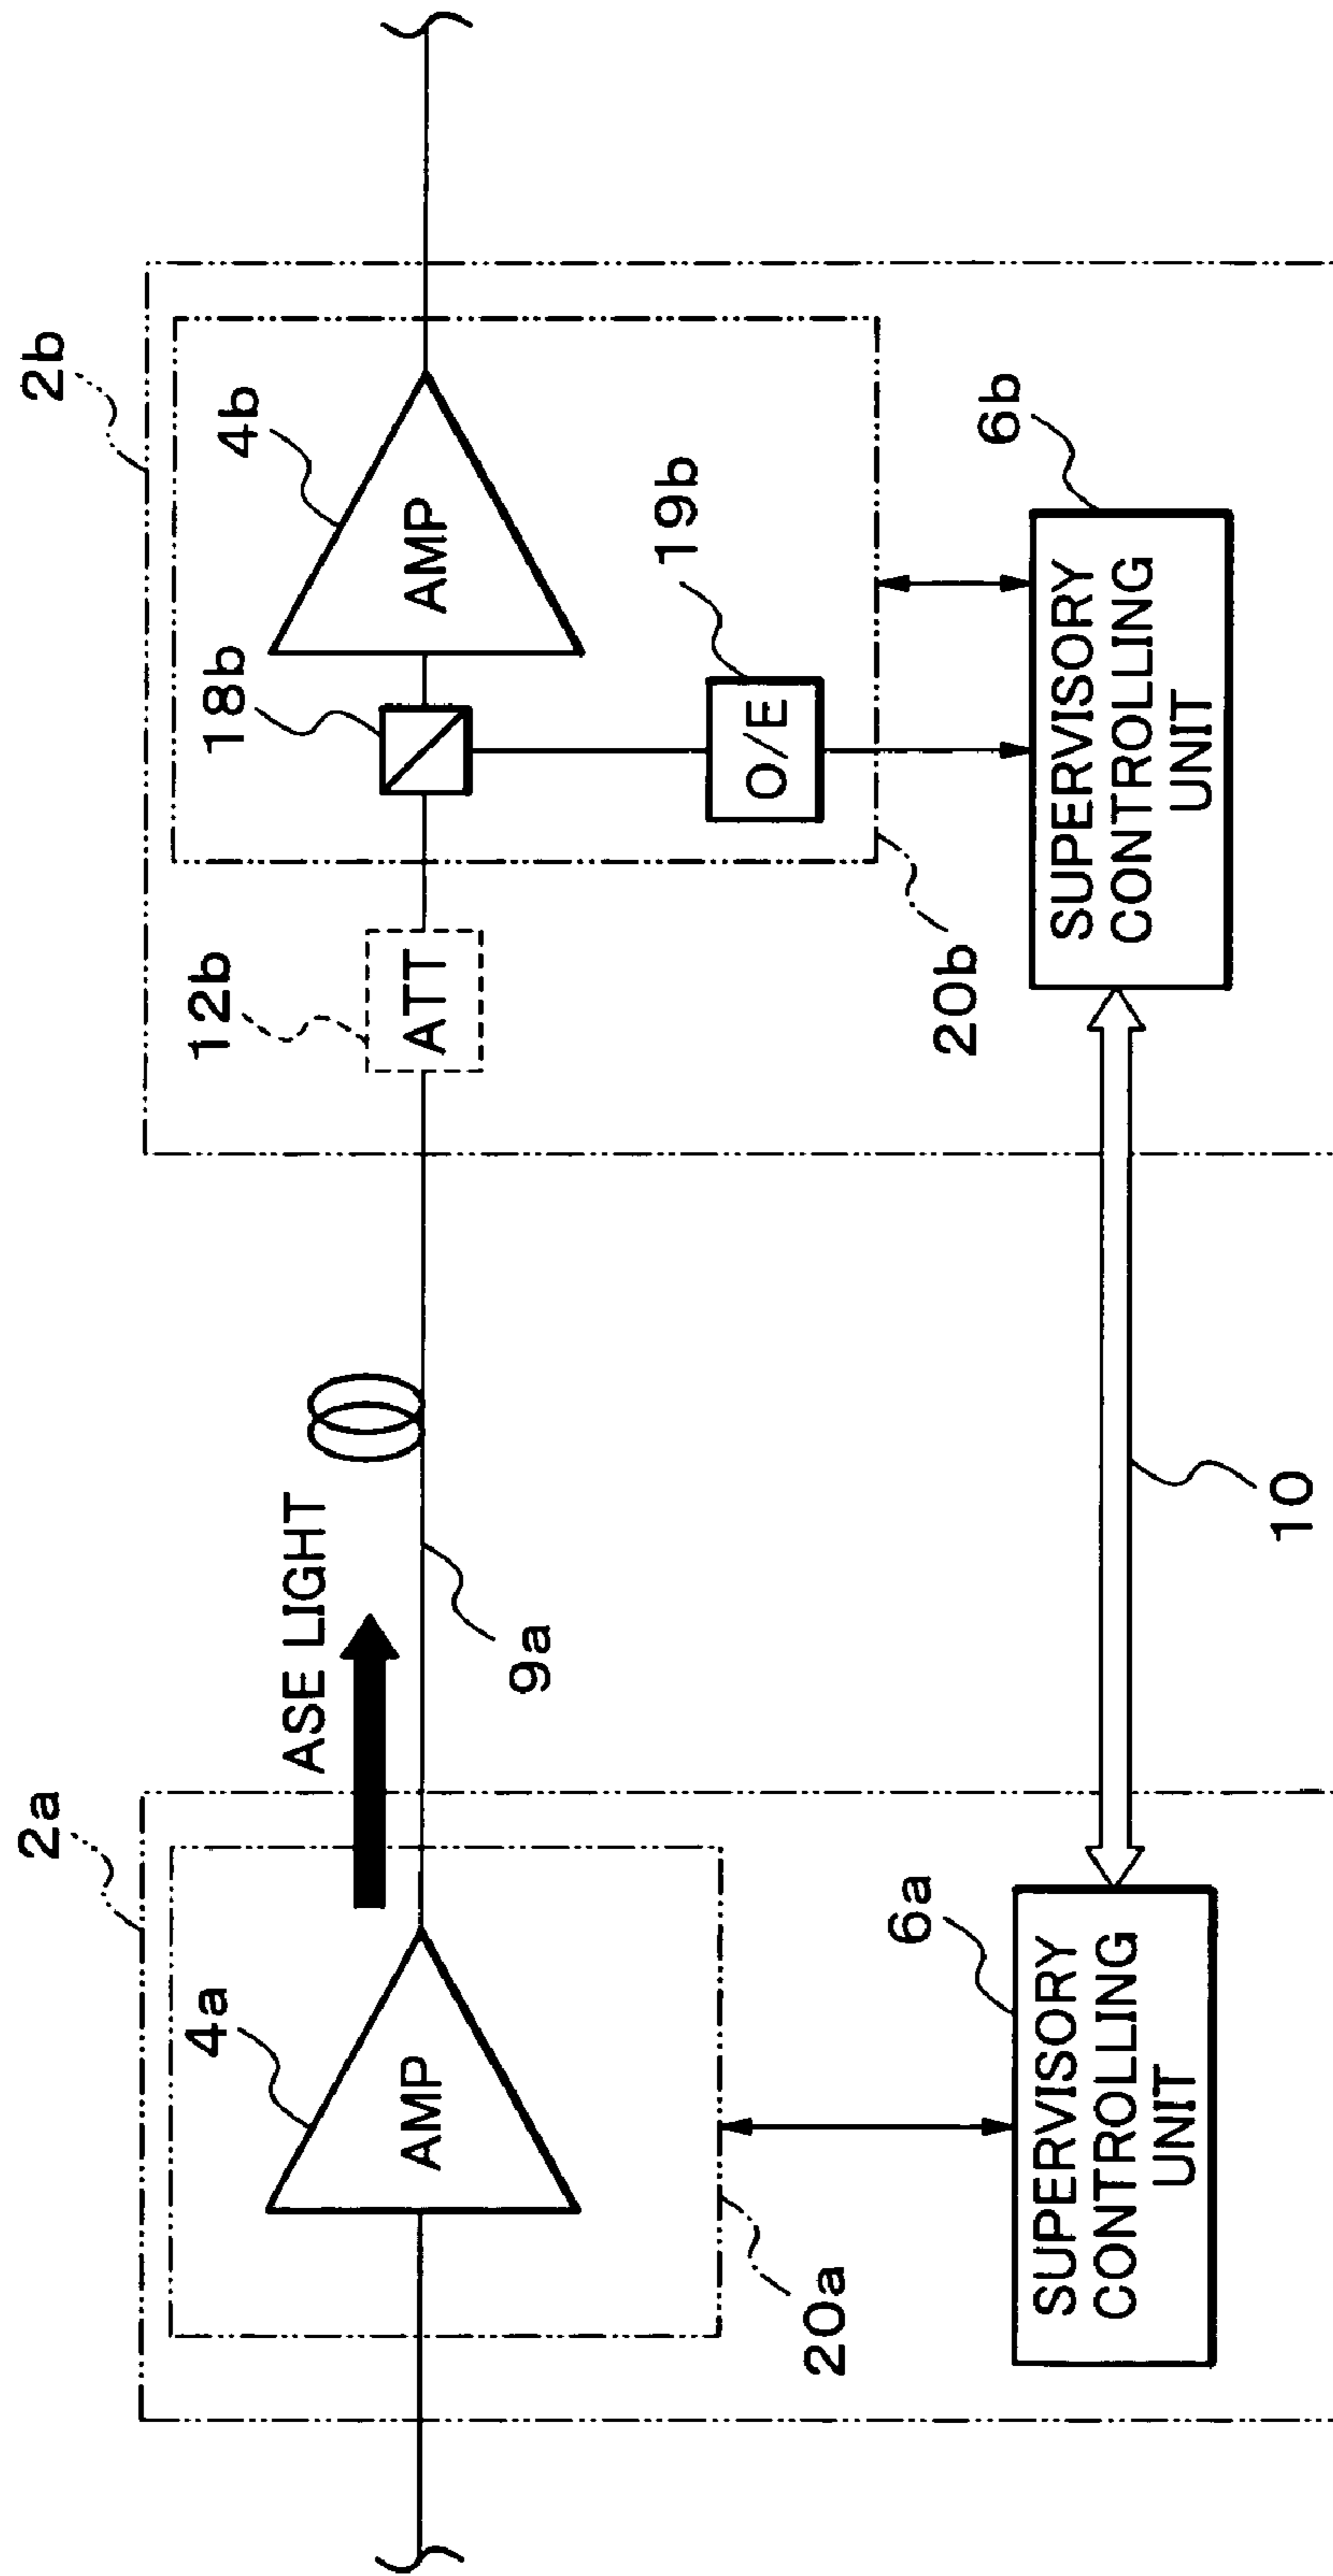 2a
4a
AMP
20a
6a
SUPERVISORY
CONTROLLING
UNIT
ASE LIGHT
9a
10
2b
12b
ATT
18b
4b
AMP
19b
O/E
20b
6b
SUPERVISORY
CONTROLLING
UNIT